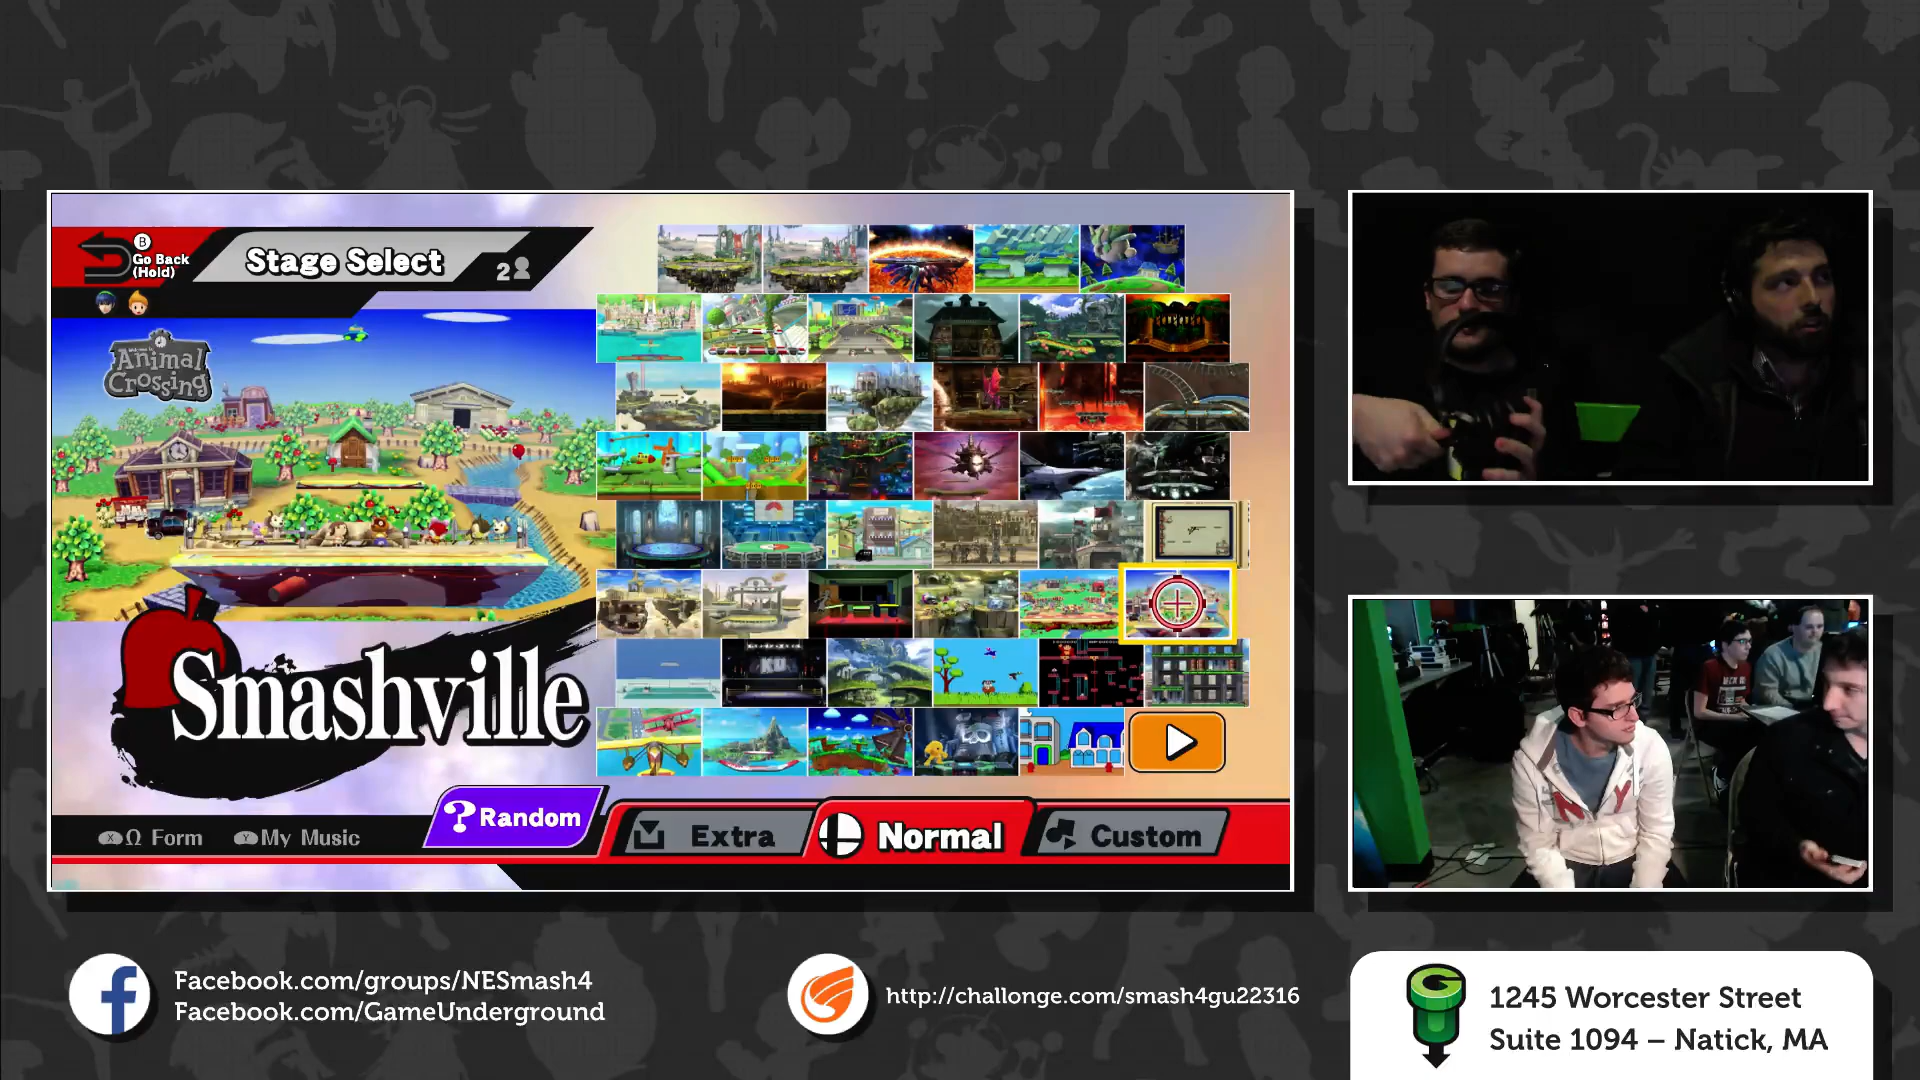 B
Go Back
(Hold)
Stage Select
2
Animal
Crossing
Smashville
X Ω Form
Y My Music
? Random
Extra
Normal
Custom
Facebook.com/groups/NESmash4
Facebook.com/GameUnderground
http://challonge.com/smash4gu22316
1245 Worcester Street
Suite 1094 – Natick, MA
NY